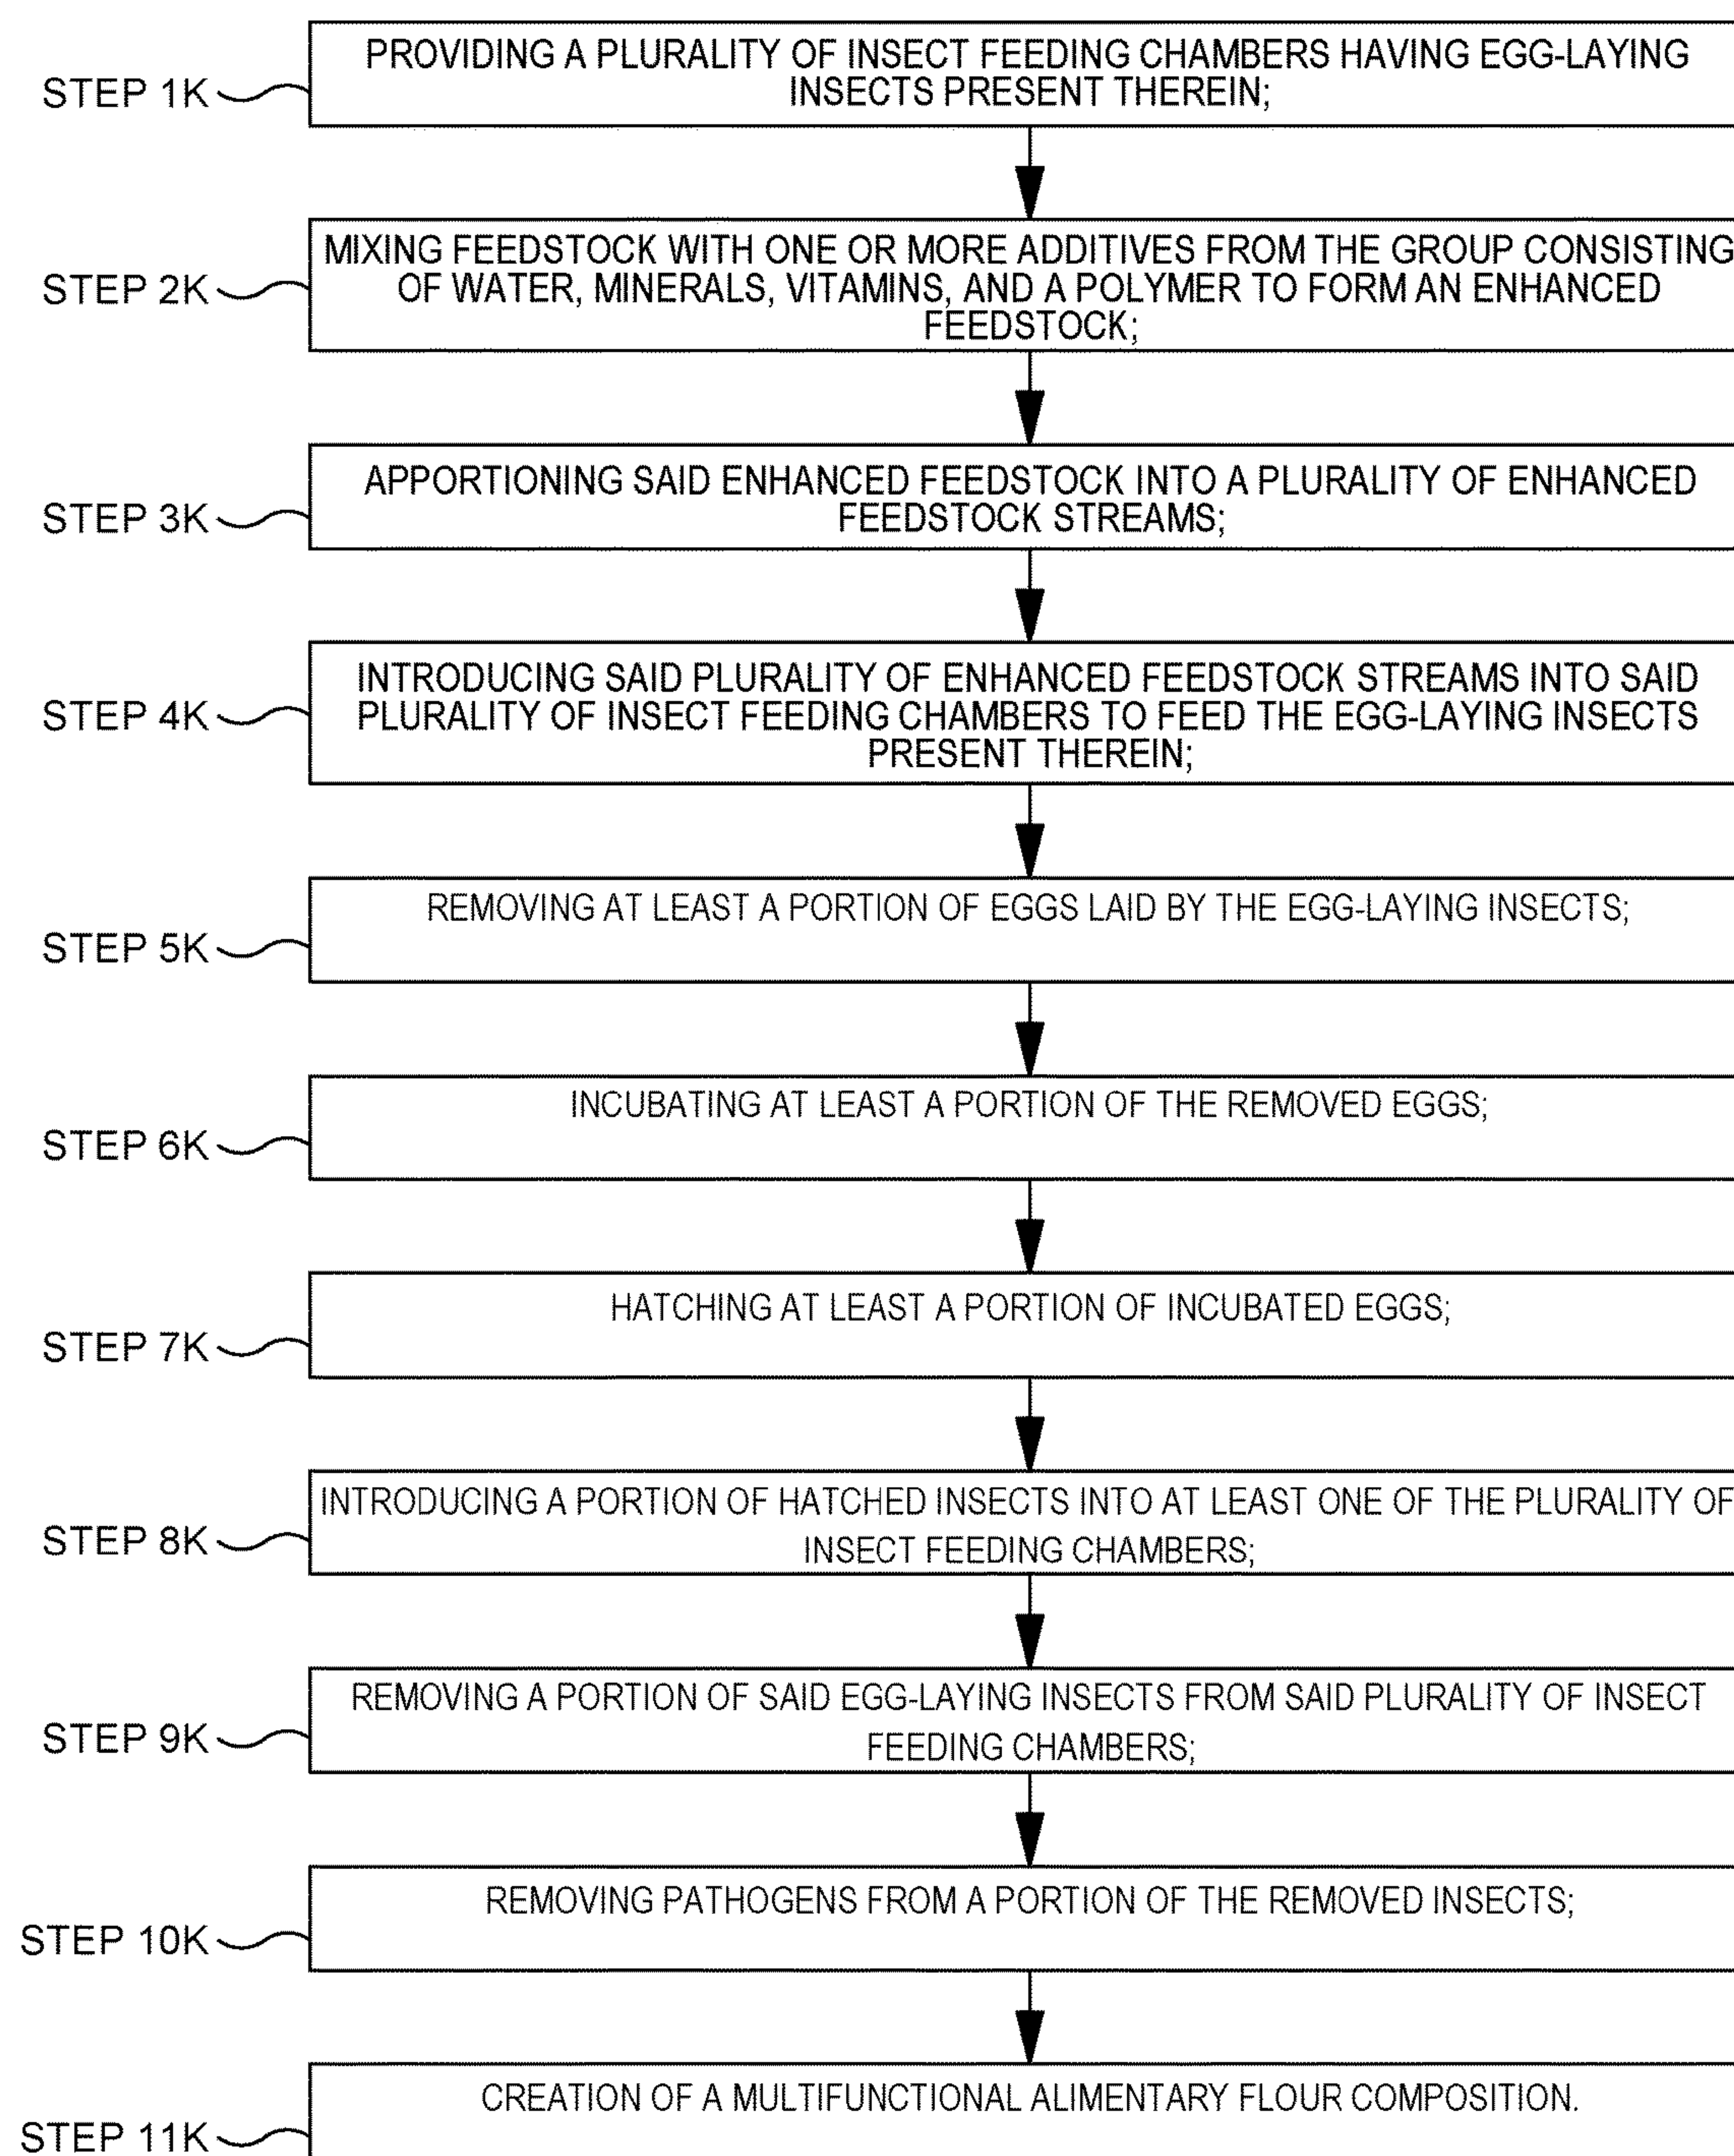 STEP 1K
PROVIDING A PLURALITY OF INSECT FEEDING CHAMBERS HAVING EGG-LAYING
INSECTS PRESENT THEREIN;
STEP 2K
MIXING FEEDSTOCK WITH ONE OR MORE ADDITIVES FROM THE GROUP CONSISTING
OF WATER, MINERALS, VITAMINS, AND A POLYMER TO FORM AN ENHANCED
FEEDSTOCK;
STEP 3K
APPORTIONING SAID ENHANCED FEEDSTOCK INTO A PLURALITY OF ENHANCED
FEEDSTOCK STREAMS;
STEP 4K
INTRODUCING SAID PLURALITY OF ENHANCED FEEDSTOCK STREAMS INTO SAID
PLURALITY OF INSECT FEEDING CHAMBERS TO FEED THE EGG-LAYING INSECTS
PRESENT THEREIN;
STEP 5K
REMOVING AT LEAST A PORTION OF EGGS LAID BY THE EGG-LAYING INSECTS;
STEP 6K
INCUBATING AT LEAST A PORTION OF THE REMOVED EGGS;
STEP 7K
HATCHING AT LEAST A PORTION OF INCUBATED EGGS;
STEP 8K
INTRODUCING A PORTION OF HATCHED INSECTS INTO AT LEAST ONE OF THE PLURALITY OF
INSECT FEEDING CHAMBERS;
STEP 9K
REMOVING A PORTION OF SAID EGG-LAYING INSECTS FROM SAID PLURALITY OF INSECT
FEEDING CHAMBERS;
STEP 10K
REMOVING PATHOGENS FROM A PORTION OF THE REMOVED INSECTS;
STEP 11K
CREATION OF A MULTIFUNCTIONAL ALIMENTARY FLOUR COMPOSITION.